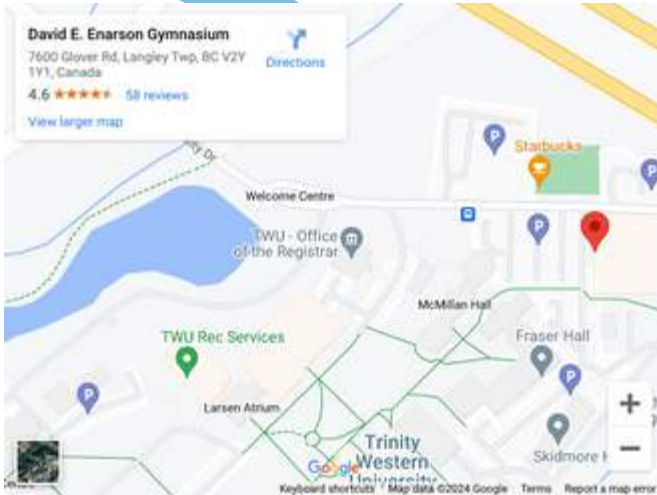 David E. Enarson Gymnasium
7600 Glover Rd, Langley Twp, BC V2Y
1Y1, Canada
4.6
58 reviews
Directions
View larger map
P
Starbucks
P
Welcome Centre
TWU - Office
of the Registrar
P
McMillan Hall
TWU Rec Services
Fraser Hall
P
P
Larsen Atrium
+
Trinity
Western
University
Skidmore
−
Google
Keyboard shortcuts
Map data ©2024 Google
Terms
Report a map error